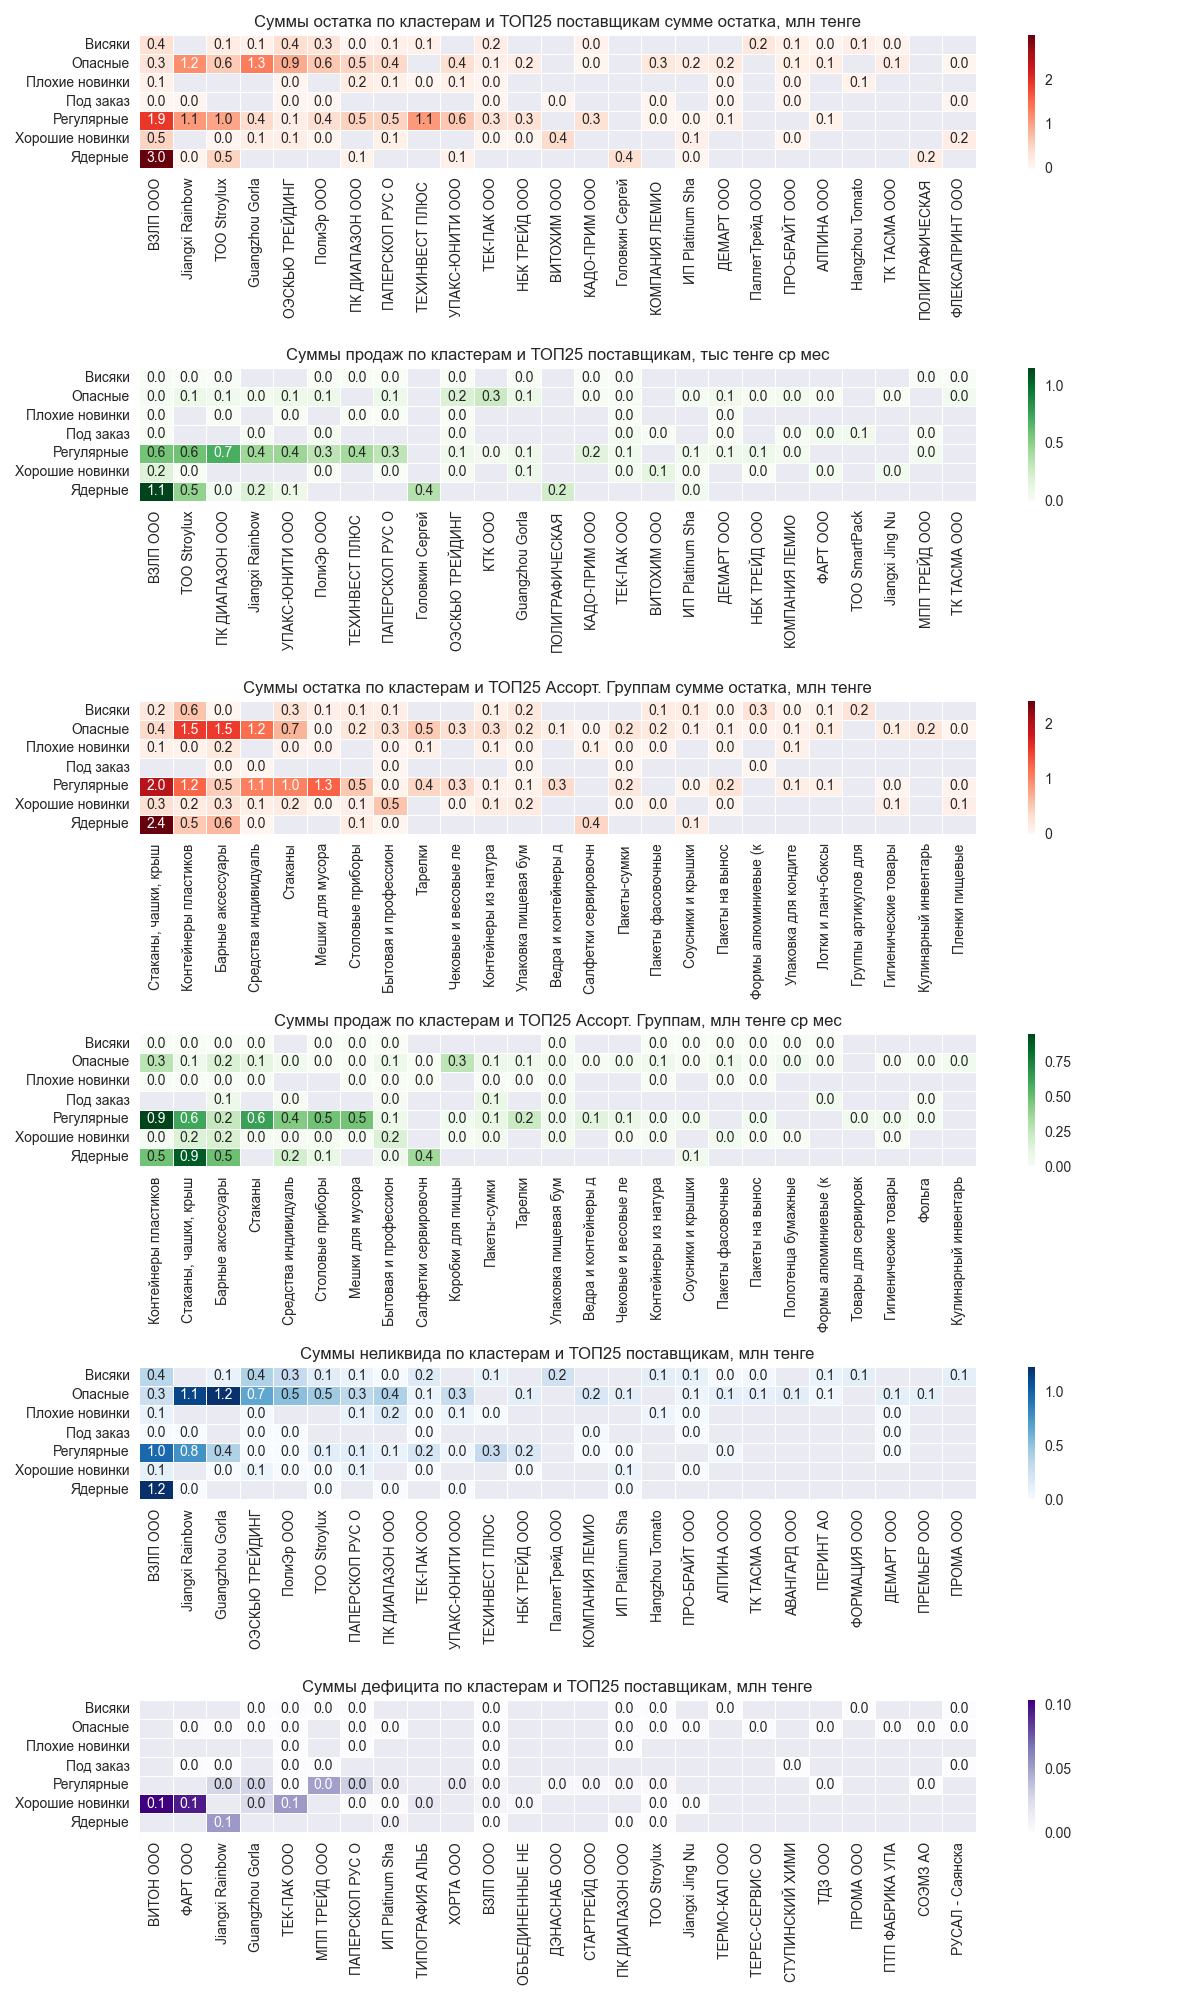 Суммы остатка по кластерам и ТОП25 поставщикам сумме остатка, млн тенге
Висяки 0.4 0.1 0.1 0.4 0.3 0.0 0.1 0.1 0.2 0.0 0.2 0.1 0.0 0.1 0.0
Опасные 0.3 1.2 0.6 1.3 0.9 0.6 0.5 0.4 0.4 0.1 0.2 0.0 0.3 0.2 0.2 0.1 0.1 0.1 0.0
Плохие новинки 0.1 0.0 0.2 0.1 0.0 0.1 0.0 0.0 0.0 0.1
Под заказ 0.0 0.0 0.0 0.0 0.0 0.0 0.0 0.0 0.0 0.0
Регулярные 1.9 1.1 1.0 0.4 0.1 0.4 0.5 0.5 1.1 0.6 0.3 0.3 0.3 0.0 0.0 0.1 0.1
Хорошие новинки 0.5 0.0 0.1 0.1 0.0 0.1 0.0 0.0 0.4 0.1 0.0 0.2
Ядерные 3.0 0.0 0.5 0.1 0.1 0.4 0.0 0.2
2
1
0
ВЗЛП ООО
Jiangxi Rainbow
ТОО Stroylux
Guangzhou Gorla
ОЭСКЬЮ ТРЕЙДИНГ
ПолиЭр ООО
ПК ДИАПАЗОН ООО
ПАПЕРСКОП РУС О
ТЕХИНВЕСТ ПЛЮС
УПАКС-ЮНИТИ ООО
ТЕК-ПАК ООО
НБК ТРЕЙД ООО
ВИТОХИМ ООО
КАДО-ПРИМ ООО
Головкин Сергей
КОМПАНИЯ ЛЕМИО
ИП Platinum Sha
ДЕМАРТ ООО
ПаллетТрейд ООО
ПРО-БРАЙТ ООО
АЛПИНА ООО
Hangzhou Tomato
ТК ТАСМА ООО
ПОЛИГРАФИЧЕСКАЯ
ФЛЕКСАПРИНТ ООО
Суммы продаж по кластерам и ТОП25 поставщикам, тыс тенге ср мес
Висяки 0.0 0.0 0.0 0.0 0.0 0.0 0.0 0.0 0.0 0.0 0.0 0.0
Опасные 0.0 0.1 0.1 0.0 0.1 0.1 0.1 0.2 0.3 0.1 0.0 0.0 0.0 0.1 0.0 0.0 0.0 0.0 0.0
Плохие новинки 0.0 0.0 0.0 0.0 0.0 0.0 0.0 0.0
Под заказ 0.0 0.0 0.0 0.0 0.0 0.0 0.0 0.0 0.0 0.1 0.0
Регулярные 0.6 0.6 0.7 0.4 0.4 0.3 0.4 0.3 0.1 0.0 0.1 0.2 0.1 0.1 0.1 0.1 0.0 0.0
Хорошие новинки 0.2 0.0 0.0 0.0 0.0 0.1 0.0 0.1 0.0 0.0 0.0 0.0
Ядерные 1.1 0.5 0.0 0.2 0.1 0.4 0.2 0.0
1.0
0.5
0.0
ВЗЛП ООО
ТОО Stroylux
ПК ДИАПАЗОН ООО
Jiangxi Rainbow
УПАКС-ЮНИТИ ООО
ПолиЭр ООО
ТЕХИНВЕСТ ПЛЮС
ПАПЕРСКОП РУС О
Головкин Сергей
ОЭСКЬЮ ТРЕЙДИНГ
КТК ООО
Guangzhou Gorla
ПОЛИГРАФИЧЕСКАЯ
КАДО-ПРИМ ООО
ТЕК-ПАК ООО
ВИТОХИМ ООО
ИП Platinum Sha
ДЕМАРТ ООО
НБК ТРЕЙД ООО
КОМПАНИЯ ЛЕМИО
ФАРТ ООО
ТОО SmartPack
Jiangxi Jing Nu
МПП ТРЕЙД ООО
ТК ТАСМА ООО
Суммы остатка по кластерам и ТОП25 Ассорт. Группам сумме остатка, млн тенге
Висяки 0.2 0.6 0.0 0.3 0.1 0.1 0.1 0.1 0.2 0.1 0.1 0.0 0.3 0.0 0.1 0.2
Опасные 0.4 1.5 1.5 1.2 0.7 0.0 0.2 0.3 0.5 0.3 0.3 0.2 0.1 0.0 0.2 0.2 0.1 0.1 0.0 0.1 0.1 0.1 0.2 0.0
Плохие новинки 0.1 0.0 0.2 0.0 0.0 0.0 0.1 0.1 0.0 0.1 0.0 0.0 0.0 0.1
Под заказ 0.0 0.0 0.0 0.0 0.0 0.0
Регулярные 2.0 1.2 0.5 1.1 1.0 1.3 0.5 0.0 0.4 0.3 0.1 0.1 0.3 0.2 0.0 0.2 0.1 0.1 0.0 0.0
Хорошие новинки 0.3 0.2 0.3 0.1 0.2 0.0 0.1 0.5 0.0 0.1 0.2 0.0 0.0 0.0 0.1 0.1
Ядерные 2.4 0.5 0.6 0.0 0.1 0.0 0.4 0.1
2
1
0
Стаканы, чашки, крыш
Контейнеры пластиков
Барные аксессуары
Средства индивидуаль
Стаканы
Мешки для мусора
Столовые приборы
Бытовая и профессион
Тарелки
Чековые и весовые ле
Контейнеры из натура
Упаковка пищевая бум
Ведра и контейнеры д
Салфетки сервировочн
Пакеты-сумки
Пакеты фасовочные
Соусники и крышки
Пакеты на вынос
Формы алюминиевые (к
Упаковка для кондите
Лотки и ланч-боксы
Группы артикулов для
Гигиенические товары
Кулинарный инвентарь
Пленки пищевые
Суммы продаж по кластерам и ТОП25 Ассорт. Группам, млн тенге ср мес
Висяки 0.0 0.0 0.0 0.0 0.0 0.0 0.0 0.0 0.0 0.0 0.0 0.0 0.0 0.0
Опасные 0.3 0.1 0.2 0.1 0.0 0.0 0.0 0.1 0.0 0.3 0.1 0.1 0.0 0.0 0.0 0.1 0.0 0.1 0.0 0.0 0.0 0.0 0.0 0.0
Плохие новинки 0.0 0.0 0.0 0.0 0.0 0.0 0.0 0.0 0.0 0.0 0.0 0.0 0.0
Под заказ 0.1 0.0 0.0 0.1 0.0 0.0 0.0
Регулярные 0.9 0.6 0.2 0.6 0.4 0.5 0.5 0.1 0.0 0.1 0.2 0.0 0.1 0.1 0.0 0.0 0.0 0.0 0.0 0.0
Хорошие новинки 0.0 0.2 0.2 0.0 0.0 0.0 0.0 0.2 0.0 0.0 0.0 0.0 0.0 0.0 0.0 0.0 0.0
Ядерные 0.5 0.9 0.5 0.2 0.1 0.0 0.4 0.1
0.75
0.50
0.25
0.00
Контейнеры пластиков
Стаканы, чашки, крыш
Барные аксессуары
Стаканы
Средства индивидуаль
Столовые приборы
Мешки для мусора
Бытовая и профессион
Салфетки сервировочн
Коробки для пиццы
Пакеты-сумки
Тарелки
Упаковка пищевая бум
Ведра и контейнеры д
Чековые и весовые ле
Контейнеры из натура
Соусники и крышки
Пакеты фасовочные
Пакеты на вынос
Полотенца бумажные
Формы алюминиевые (к
Товары для сервировк
Гигиенические товары
Фольга
Кулинарный инвентарь
Суммы неликвида по кластерам и ТОП25 поставщикам, млн тенге
Висяки 0.4 0.1 0.4 0.3 0.1 0.1 0.0 0.2 0.1 0.2 0.1 0.1 0.0 0.0 0.1 0.1 0.1
Опасные 0.3 1.1 1.2 0.7 0.5 0.5 0.3 0.4 0.1 0.3 0.1 0.2 0.1 0.1 0.1 0.1 0.1 0.1 0.1 0.1
Плохие новинки 0.1 0.0 0.1 0.2 0.0 0.1 0.0 0.1 0.0 0.0
Под заказ 0.0 0.0 0.0 0.0 0.0 0.0 0.0 0.0 0.0
Регулярные 1.0 0.8 0.4 0.0 0.0 0.1 0.1 0.1 0.2 0.0 0.3 0.2 0.0 0.0 0.0 0.0
Хорошие новинки 0.1 0.0 0.1 0.0 0.0 0.1 0.0 0.0 0.1 0.0
Ядерные 1.2 0.0 0.0 0.0 0.0 0.0
1.0
0.5
0.0
ВЗЛП ООО
Jiangxi Rainbow
Guangzhou Gorla
ОЭСКЬЮ ТРЕЙДИНГ
ПолиЭр ООО
ТОО Stroylux
ПАПЕРСКОП РУС О
ПК ДИАПАЗОН ООО
ТЕК-ПАК ООО
УПАКС-ЮНИТИ ООО
ТЕХИНВЕСТ ПЛЮС
НБК ТРЕЙД ООО
ПаллетТрейд ООО
КОМПАНИЯ ЛЕМИО
ИП Platinum Sha
Hangzhou Tomato
ПРО-БРАЙТ ООО
АЛПИНА ООО
ТК ТАСМА ООО
АВАНГАРД ООО
ПЕРИНТ АО
ФОРМАЦИЯ ООО
ДЕМАРТ ООО
ПРЕМЬЕР ООО
ПРОМА ООО
Суммы дефицита по кластерам и ТОП25 поставщикам, млн тенге
Висяки 0.0 0.0 0.0 0.0 0.0 0.0 0.0 0.0 0.0
Опасные 0.0 0.0 0.0 0.0 0.0 0.0 0.0 0.0 0.0 0.0 0.0 0.0 0.0 0.0 0.0
Плохие новинки 0.0 0.0 0.0 0.0
Под заказ 0.0 0.0 0.0 0.0 0.0 0.0 0.0
Регулярные 0.0 0.0 0.0 0.0 0.0 0.0 0.0 0.0 0.0 0.0 0.0 0.0 0.0 0.0
Хорошие новинки 0.1 0.1 0.0 0.1 0.0 0.0 0.0 0.0 0.0 0.0 0.0
Ядерные 0.1 0.0 0.0 0.0 0.0
0.10
0.05
0.00
ВИТОН ООО
ФАРТ ООО
Jiangxi Rainbow
Guangzhou Gorla
ТЕК-ПАК ООО
МПП ТРЕЙД ООО
ПАПЕРСКОП РУС О
ИП Platinum Sha
ТИПОГРАФИЯ АЛЬБ
ХОРТА ООО
ВЗЛП ООО
ОБЪЕДИНЕННЫЕ НЕ
ДЭНАСНАБ ООО
СТАРТРЕЙД ООО
ПК ДИАПАЗОН ООО
ТОО Stroylux
Jiangxi Jing Nu
ТЕРМО-КАП ООО
ТЕРЕС-СЕРВИС ОО
СТУПИНСКИЙ ХИМИ
ТДЗ ООО
ПРОМА ООО
ПТП ФАБРИКА УПА
СОЭМЗ АО
РУСАЛ - Саянска